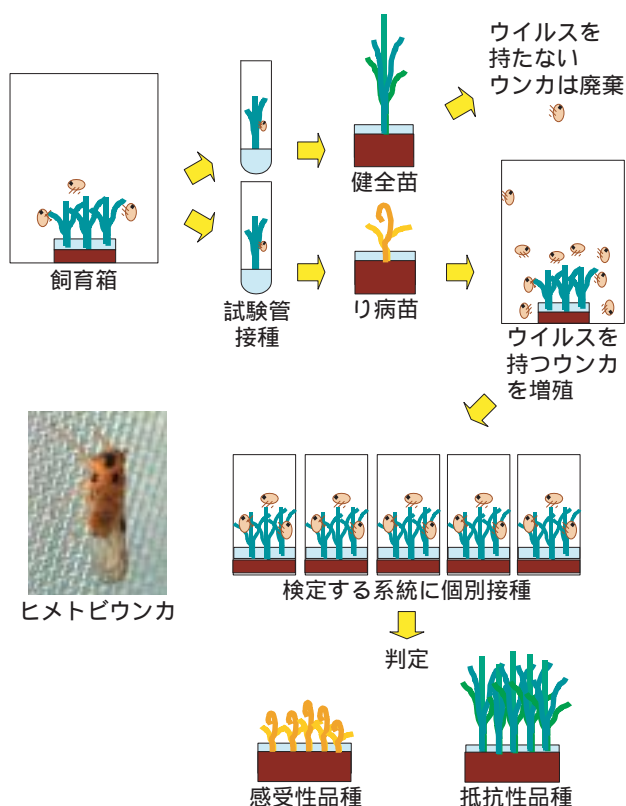 ウイルスを
持たない
ウンカは廃棄
健全苗
飼育箱
試験管
接種
り病苗
ウイルスを
持つウンカ
を増殖
ヒメトビウンカ
検定する系統に個別接種
判定
感受性品種
抵抗性品種